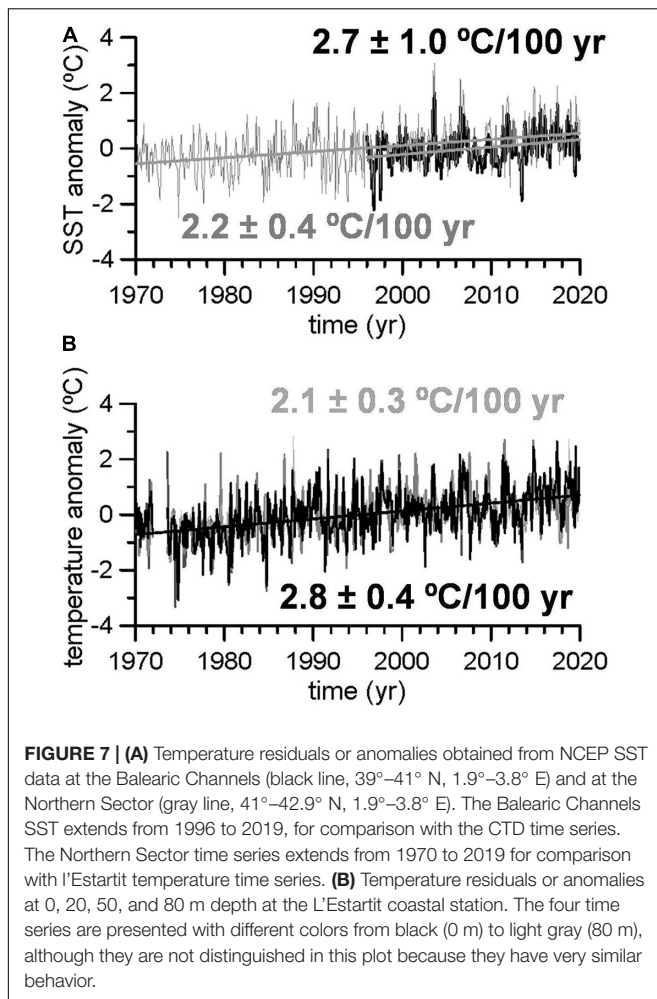 A
2.7 ± 1.0 ºC/100 yr
SST anomaly (ºC)
4
2
0
-2
-4
2.2 ± 0.4 ºC/100 yr
1970 1980 1990 2000 2010 2020
time (yr)
B
2.1 ± 0.3 ºC/100 yr
temperature anomaly (ºC)
4
2
0
-2
-4
2.8 ± 0.4 ºC/100 yr
1970 1980 1990 2000 2010 2020
time (yr)
FIGURE 7 | (A) Temperature residuals or anomalies obtained from NCEP SST
data at the Balearic Channels (black line, 39°–41° N, 1.9°–3.8° E) and at the
Northern Sector (gray line, 41°–42.9° N, 1.9°–3.8° E). The Balearic Channels
SST extends from 1996 to 2019, for comparison with the CTD time series.
The Northern Sector time series extends from 1970 to 2019 for comparison
with l’Estartit temperature time series. (B) Temperature residuals or anomalies
at 0, 20, 50, and 80 m depth at the L’Estartit coastal station. The four time
series are presented with different colors from black (0 m) to light gray (80 m),
although they are not distinguished in this plot because they have very similar
behavior.